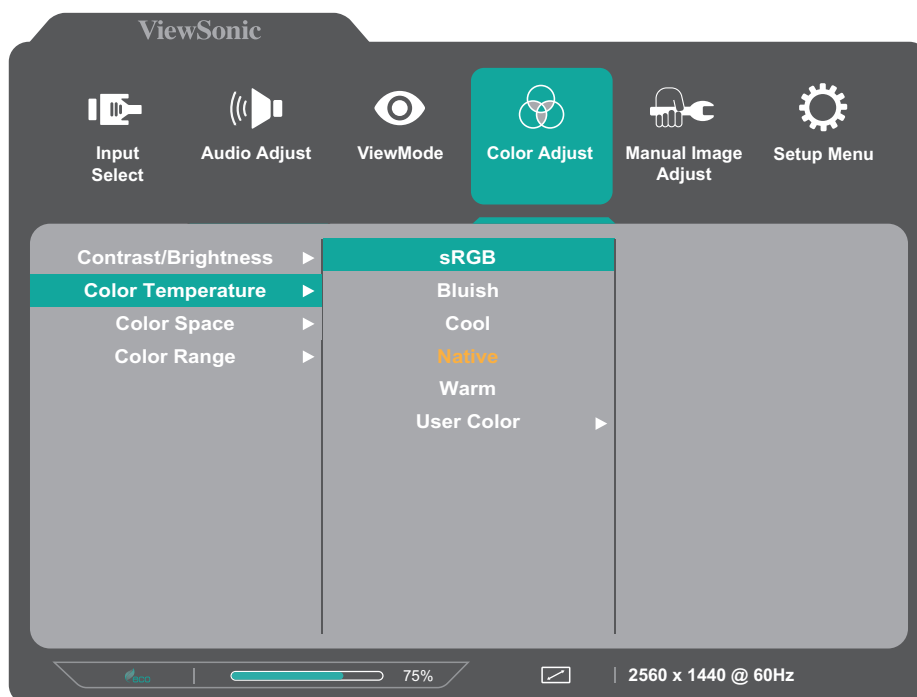 ViewSonic
Input
Select
Audio Adjust
ViewMode
Color Adjust
Manual Image
Adjust
Setup Menu
Contrast/Brightness
Color Temperature
Color Space
Color Range
sRGB
Bluish
Cool
Native
Warm
User Color
eco
75%
2560 x 1440 @ 60Hz